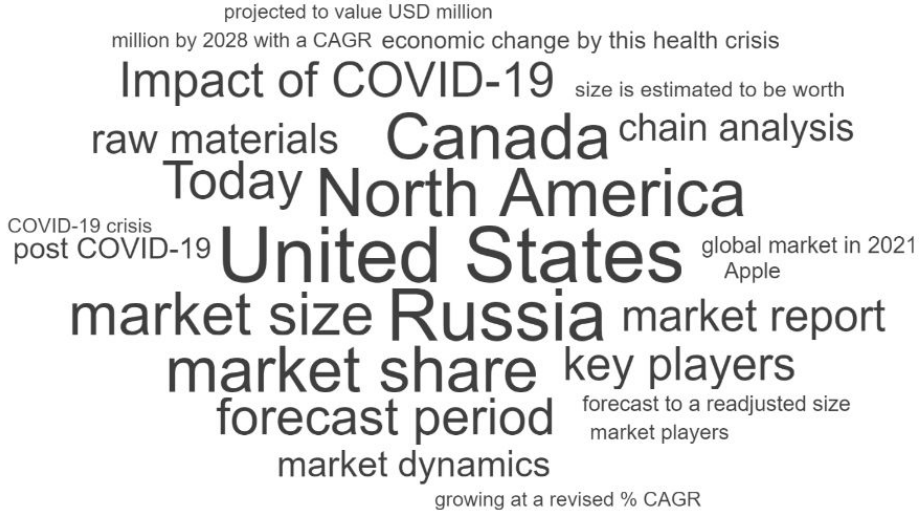 projected to value USD million
million by 2028 with a CAGR economic change by this health crisis
Impact of COVID-19 size is estimated to be worth
raw materials Canada chain analysis
Today North America
COVID-19 crisis
post COVID-19 United States global market in 2021
Apple
market size Russia market report
market share key players
forecast period forecast to a readjusted size
market players
market dynamics
growing at a revised % CAGR